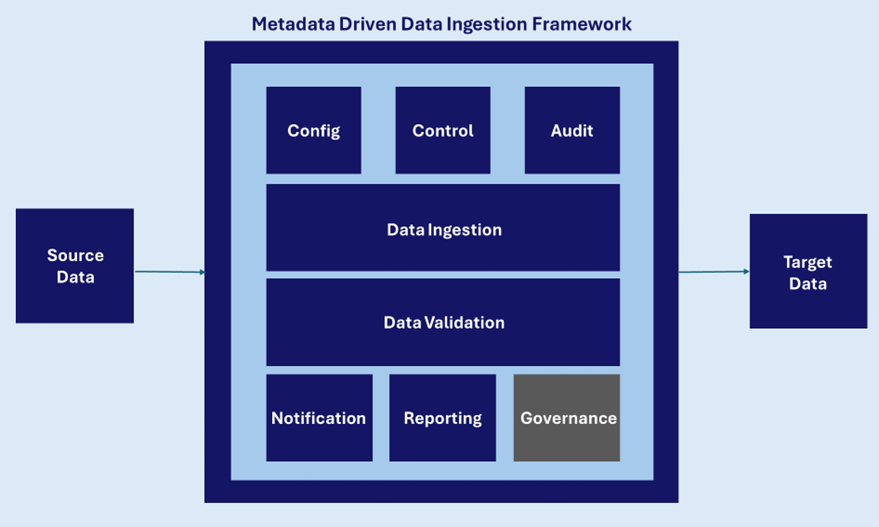 Metadata Driven Data Ingestion Framework
Config
Control
Audit
Data Ingestion
Source
Data
Target
Data
Data Validation
Notification
Reporting
Governance